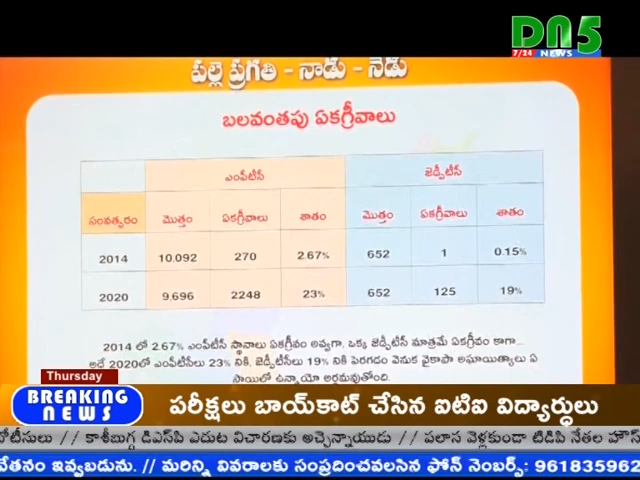 DN5
7/24 NEWS
పల్లె ప్రగతి - నాడు - నేడు
బలవంతపు ఏకగ్రీవాలు
ఎంపీటీసీ జెడ్పీటీసీ
సంవత్సరం మొత్తం ఏకగ్రీవాలు శాతం మొత్తం ఏకగ్రీవాలు శాతం
2014 10,092 270 2.67% 652 1 0.15%
2020 9,696 2248 23% 652 125 19%
2014 లో 2.67% ఎంపీటీసీ స్థానాలు ఏకగ్రీవం అవ్వగా, ఒక్క జెడ్పీటీసీ మాత్రమే ఏకగ్రీవం కాగా...
అదే 2020లో ఎంపీటీసీలు 23% నికి, జెడ్పీటీసీలు 19% నికి పెరగడం వెనుక వైకాపా అఘాయిత్యాలు ఏ
సాయిలో ఉన్నాయో అర్థమవుతోంది.
Thursday
BREAKING NEWS
పరీక్షలు బాయ్‌కాట్ చేసిన ఐటిఐ విద్యార్థులు
నోటీసులు // కాశీబుగ్గ డిఎస్‌పి ఎదుట విచారణకు అచ్చెన్నాయుడు // పలాస వెళ్లకుండా టిడిపి నేతల హౌస్
వేతనం ఇవ్వబడును. // మరిన్ని వివరాలకు సంప్రదించవలసిన ఫోన్ నెంబర్స్: 961835962